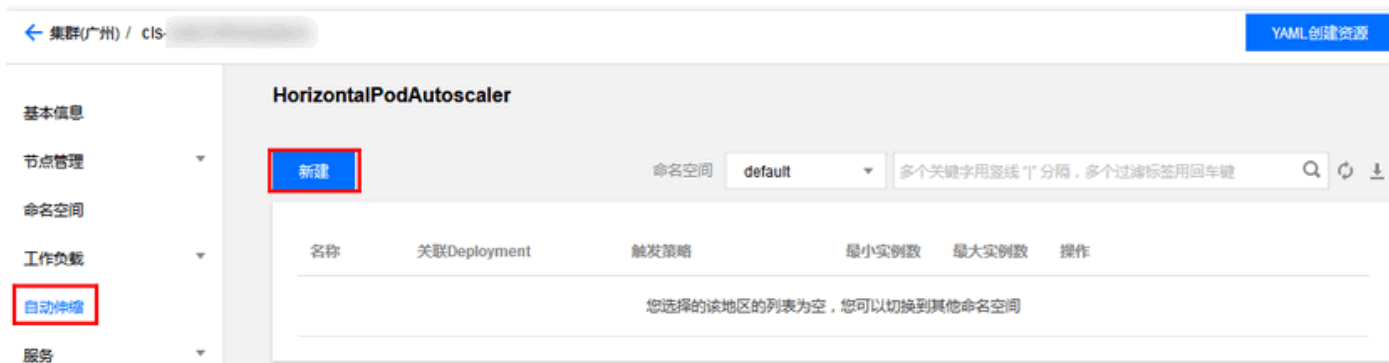 集群(广州) / cls-
YAML创建资源
基本信息
节点管理
命名空间
工作负载
自动伸缩
服务
HorizontalPodAutoscaler
新建
命名空间 default 多个关键字用竖线 "|" 分隔，多个过滤标签用回车键
名称 关联Deployment 触发策略 最小实例数 最大实例数 操作
您选择的该地区的列表为空，您可以切换到其他命名空间